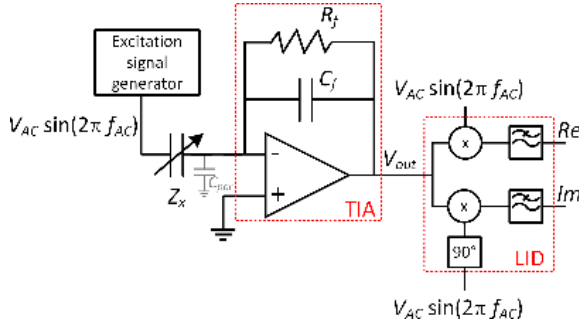 Excitation
signal
generator
V_AC sin(2π f_AC)
Z_x
C_par
R_f
C_f
-
+
TIA
V_out
V_AC sin(2π f_AC)
x
Re
x
Im
90°
LID
V_AC sin(2π f_AC)